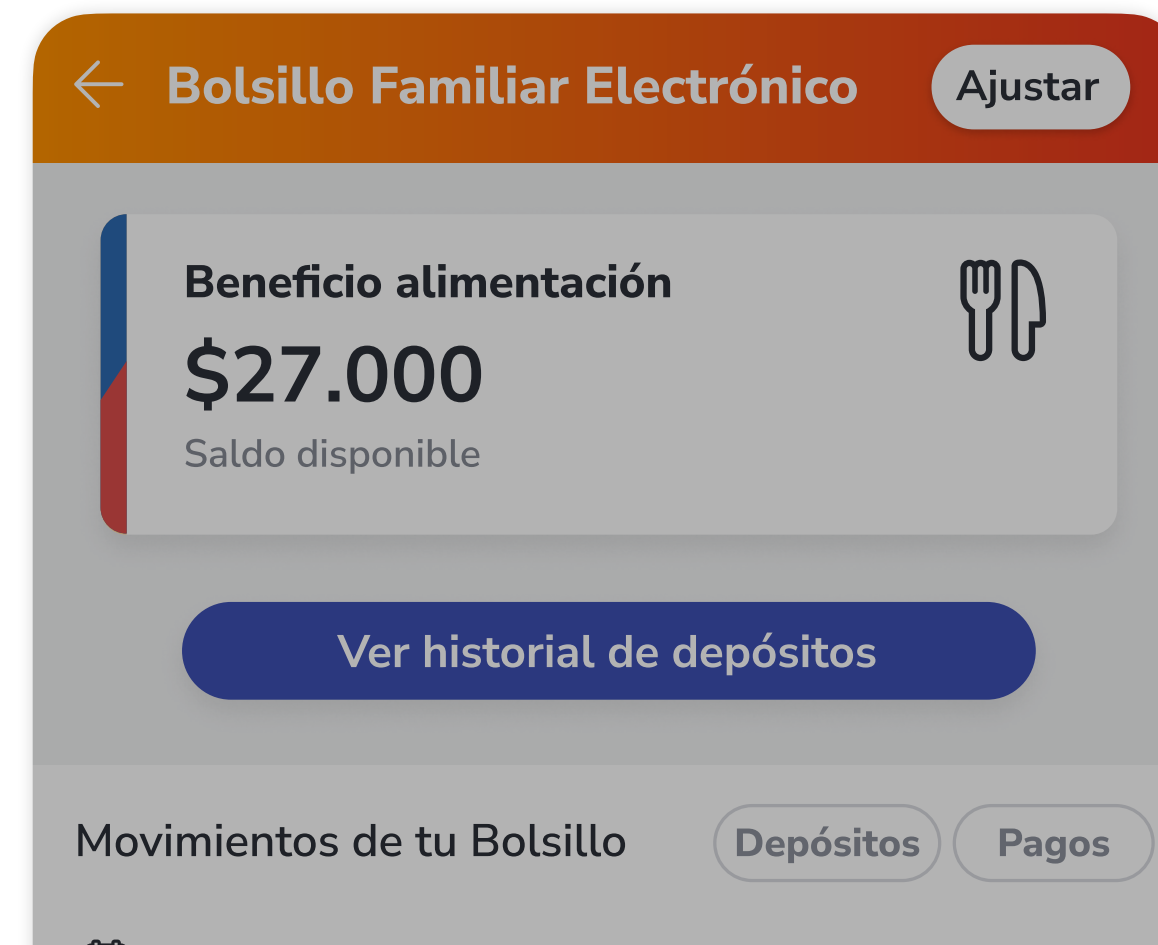 Bolsillo Familiar Electrónico
Ajustar
Beneficio alimentación
$27.000
Saldo disponible
Ver historial de depósitos
Movimientos de tu Bolsillo
Depósitos
Pagos